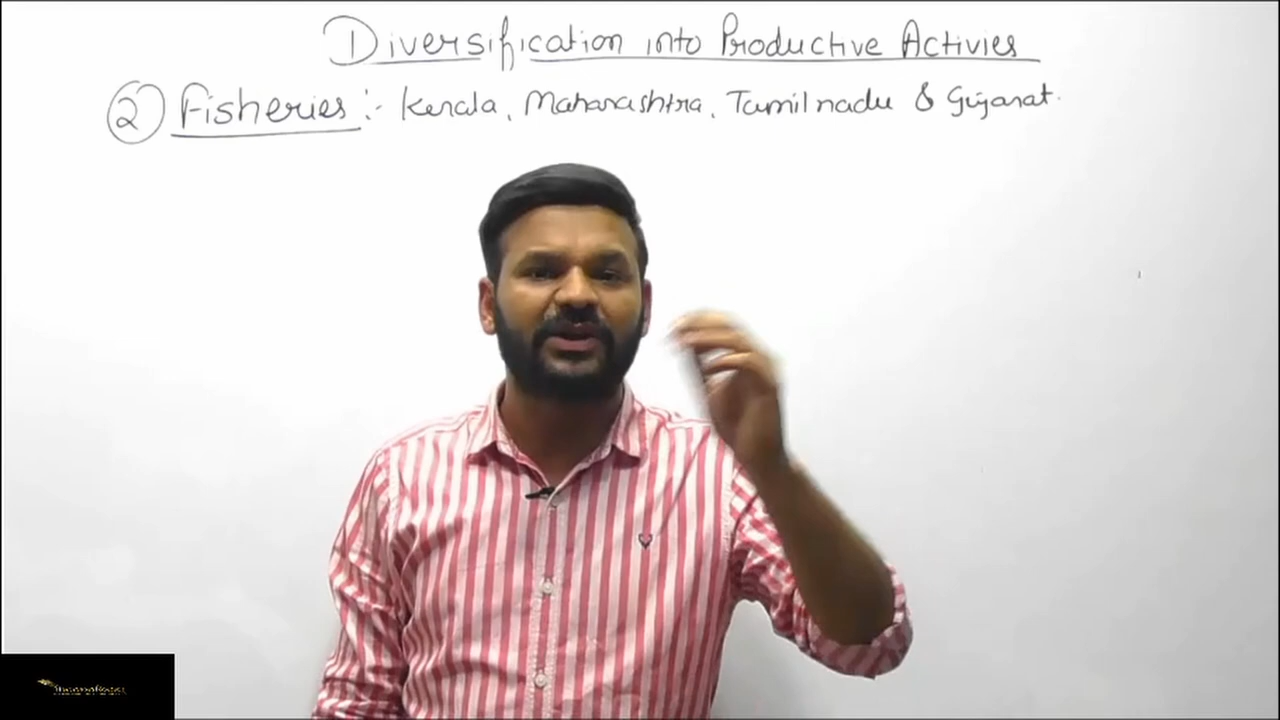 Diversification into Productive Activies
② Fisheries :- Kerala, Maharashtra, Tamilnadu & Gujarat.